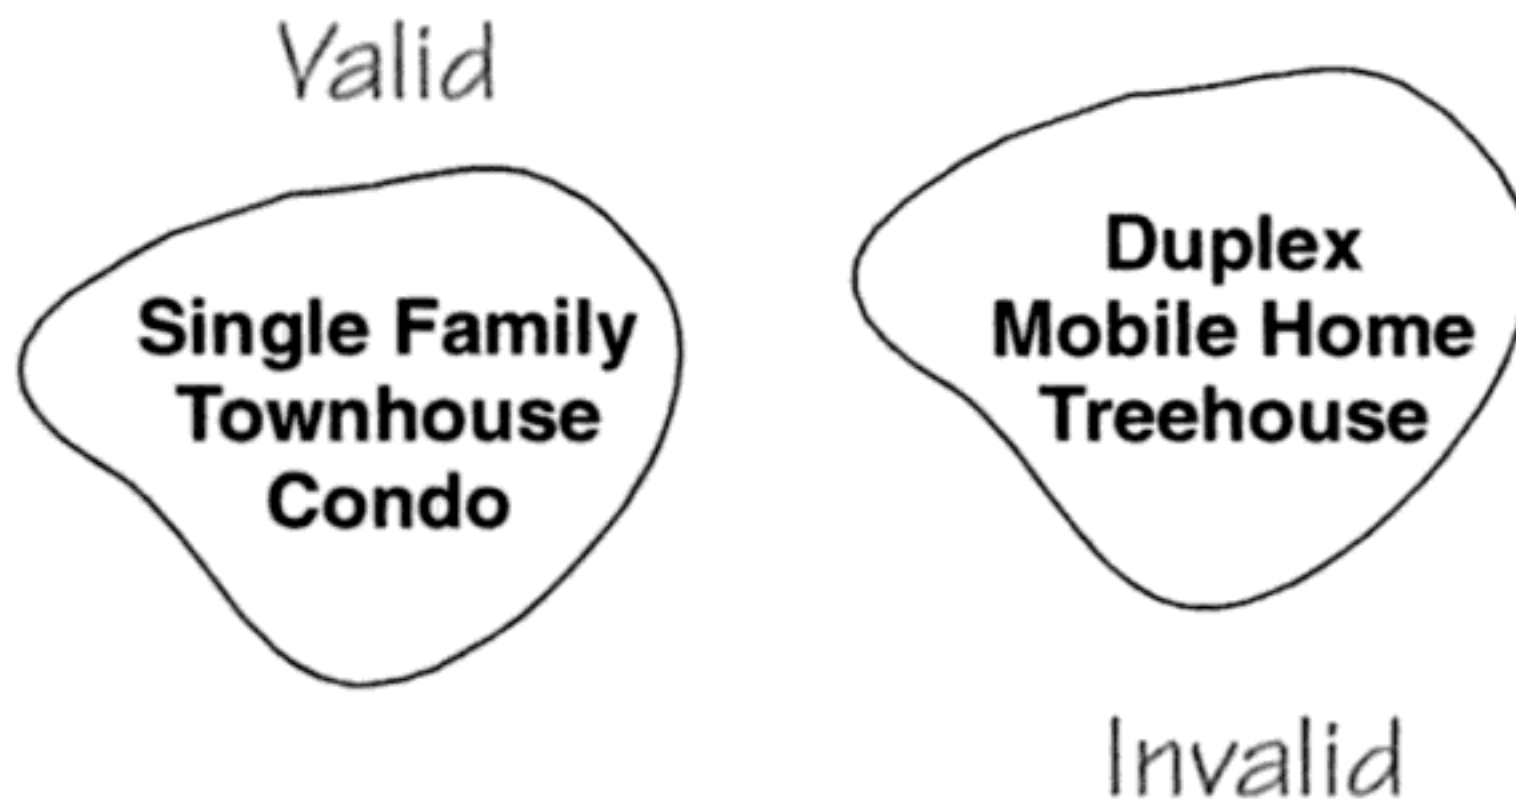 Valid
Single Family
Townhouse
Condo
Duplex
Mobile Home
Treehouse
Invalid